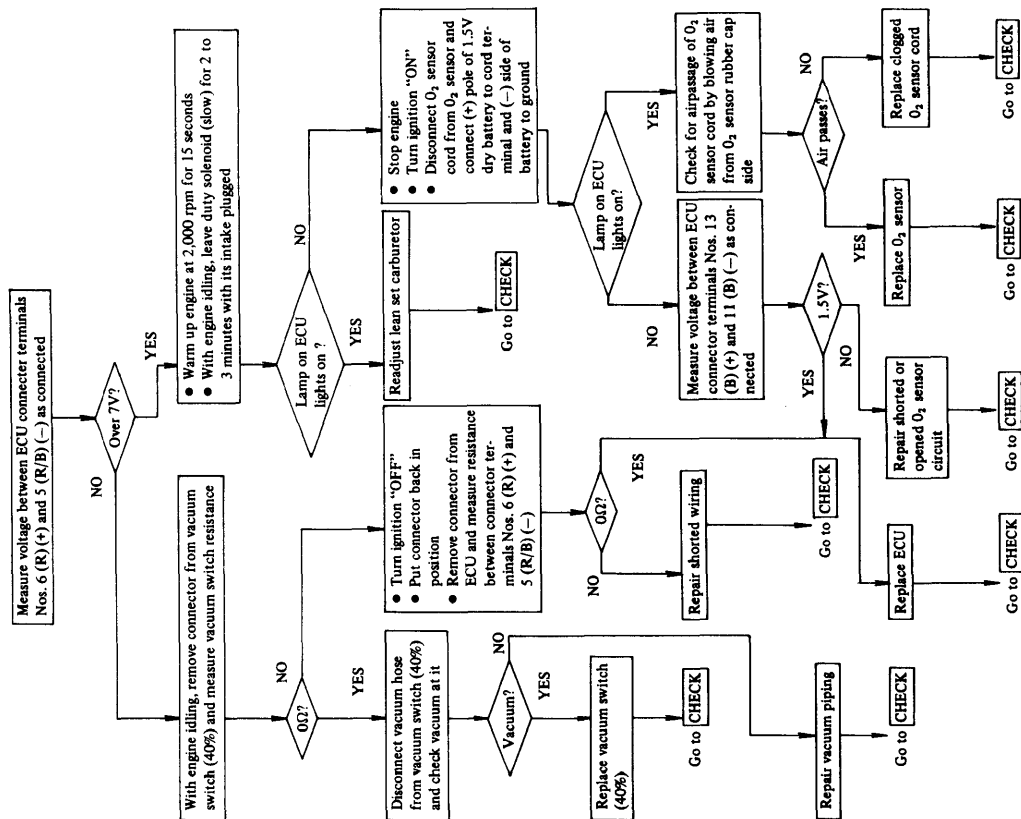 Measure voltage between ECU connecter terminals
Nos. 6 (R) (+) and 5 (R/B) (−) as connected
Over 7V?
NO
YES
With engine idling, remove connector from vacuum
switch (40%) and measure vacuum switch resistance
0Ω?
NO
YES
Disconnect vacuum hose
from vacuum switch (40%)
and check vacuum at it
Vacuum?
NO
YES
Replace vacuum switch
(40%)
Go to CHECK
Repair vacuum piping
Go to CHECK
● Turn ignition “OFF”
● Put connector back in
position
● Remove connector from
ECU and measure resistance
between connector ter-
minals Nos. 6 (R) (+) and
5 (R/B) (−)
0Ω?
YES
NO
Repair shorted wiring
Go to CHECK
Replace ECU
Go to CHECK
● Warm up engine at 2,000 rpm for 15 seconds
● With engine idling, leave duty solenoid (slow) for 2 to
3 minutes with its intake plugged
Lamp on ECU
lights on ?
NO
YES
Readjust lean set carburetor
Go to CHECK
● Stop engine
● Turn ignition “ON”
● Disconnect O₂ sensor
cord from O₂ sensor and
connect (+) pole of 1.5V
dry battery to cord ter-
minal and (−) side of
battery to ground
Lamp on ECU
lights on?
NO
YES
Measure voltage between ECU
connector terminals Nos. 13
(B) (+) and 11 (B) (−) as con-
nected
1.5V?
YES
NO
Repair shorted or
opened O₂ sensor
circuit
Go to CHECK
Check for airpassage of O₂
sensor cord by blowing air
from O₂ sensor rubber cap
side
Air passes?
YES
NO
Replace O₂ sensor
Go to CHECK
Replace clogged
O₂ sensor cord
Go to CHECK